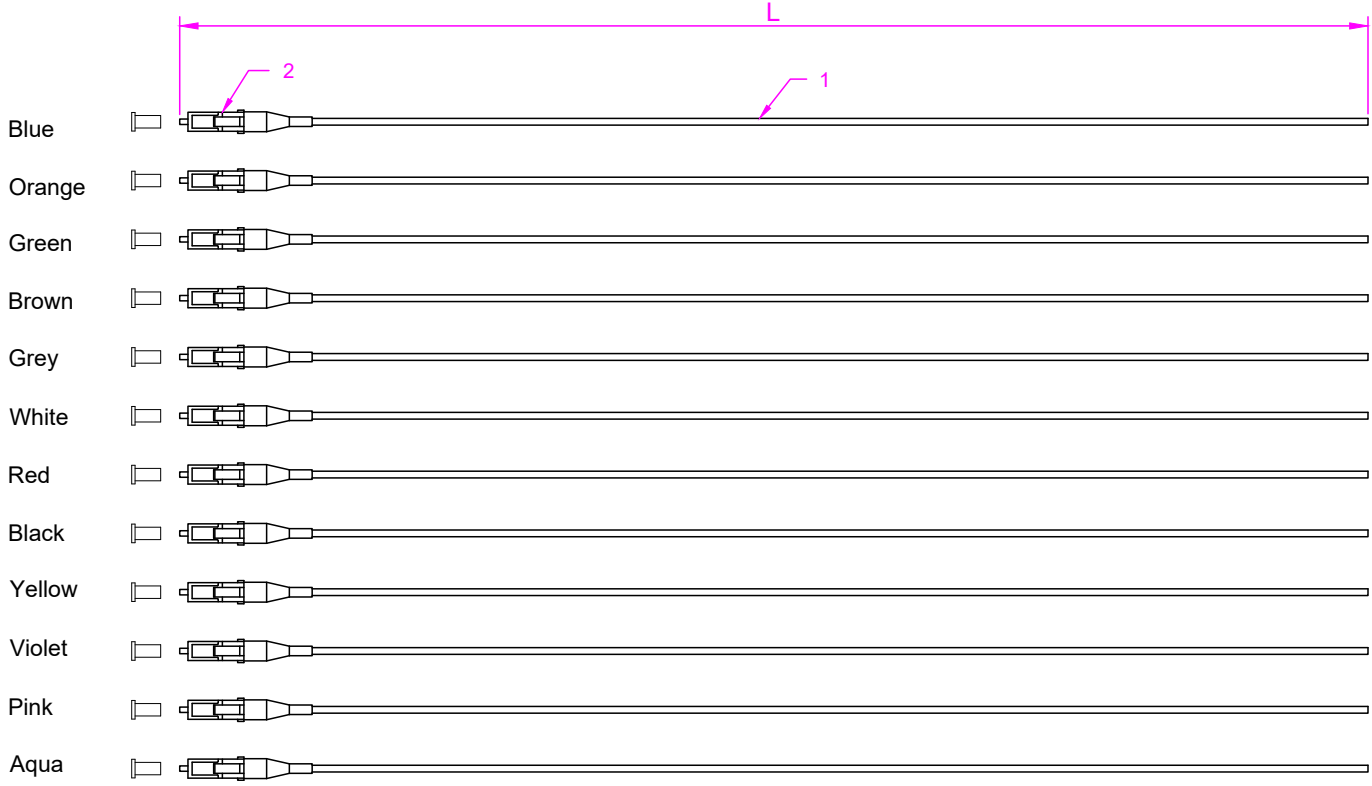 L
2
1
Blue
Orange
Green
Brown
Grey
White
Red
Black
Yellow
Violet
Pink
Aqua